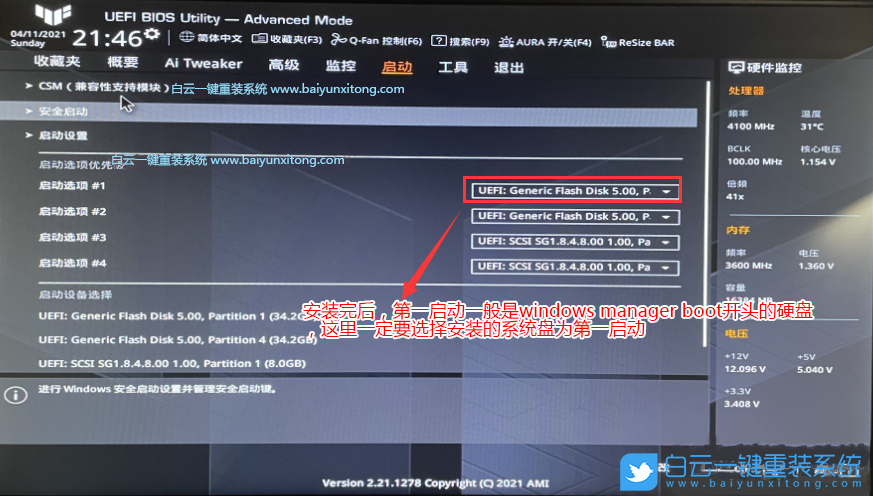 UEFI BIOS Utility — Advanced Mode
04/11/2021
Sunday
21:46
简体中文 收藏夹(F3) Q-Fan 控制(F6) ? 搜索(F9) AURA 开/关(F4) ReSize BAR
收藏夹 概要 Ai Tweaker 高级 监控 启动 工具 退出
> CSM ( 兼容性支持模块 )
白云一键重装系统 www.baiyunxitong.com
> 安全启动
> 启动设置
启动选项优先
白云一键重装系统 www.baiyunxitong.com
启动选项 #1 UEFI: Generic Flash Disk 5.00, P.
启动选项 #2 UEFI: Generic Flash Disk 5.00, P.
启动选项 #3 UEFI: SCSI SG1.8.4.8.00 1.00, Pa
启动选项 #4 UEFI: SCSI SG1.8.4.8.00 1.00, Pa
启动设备选择
UEFI: Generic Flash Disk 5.00, Partition 1 (34.2G
UEFI: Generic Flash Disk 5.00, Partition 4 (34.2GB)
UEFI: SCSI SG1.8.4.8.00 1.00, Partition 1 (8.0GB)
安装完后，第一启动一般是windows manager boot开头的硬盘
这里一定要选择安装的系统盘为第一启动
进行 Windows 安全启动设置并管理安全启动键。
硬件监控
处理器
频率 温度
4100 MHz 31°C
BCLK 核心电压
100.00 MHz 1.154 V
倍频
41x
内存
频率 电压
3600 MHz 1.360 V
容量
16384 MB
电压
+12V +5V
12.096 V 5.040 V
+3.3V
3.408 V
Version 2.21.1278 Copyright (C) 2021 AMI
白云一键重装系统
www.baiyunxitong.com